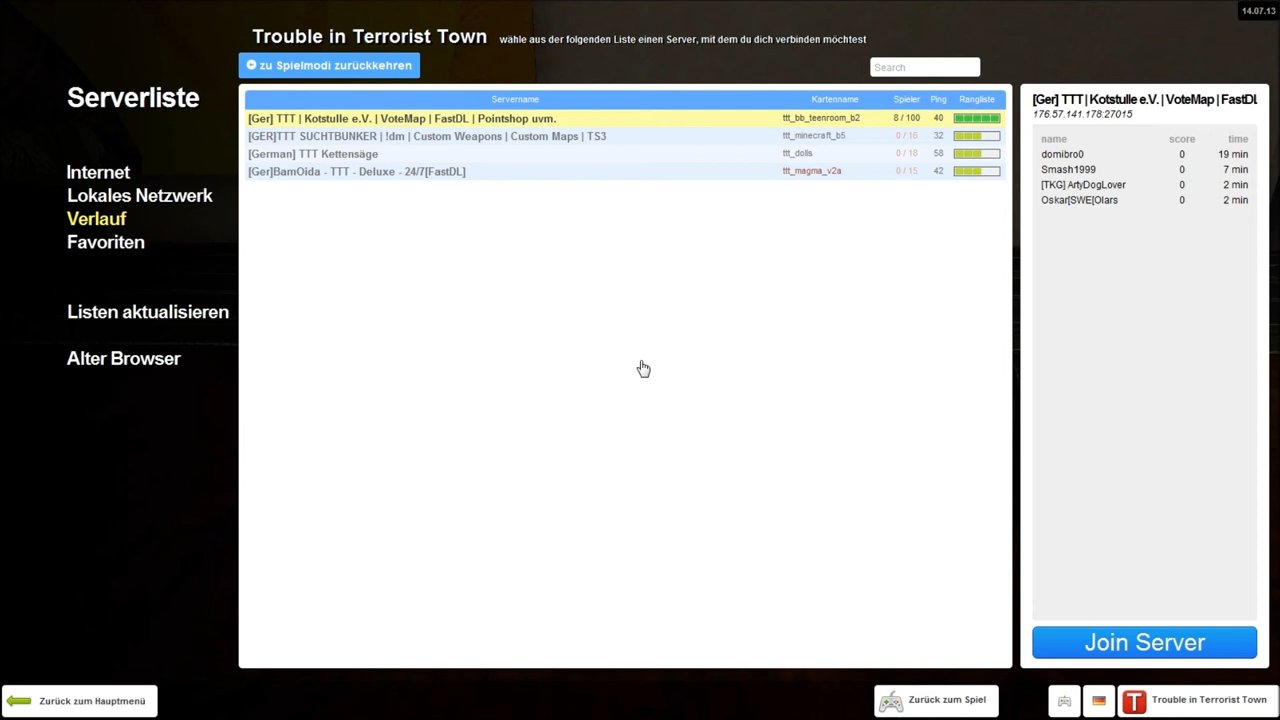 14.07.13
Trouble in Terrorist Town wähle aus der folgenden Liste einen Server, mit dem du dich verbinden möchtest
zu Spielmodi zurückkehren
Search
Serverliste
Internet
Lokales Netzwerk
Verlauf
Favoriten
Listen aktualisieren
Alter Browser
Servername Kartenname Spieler Ping Rangliste
[Ger] TTT | Kotstulle e.V. | VoteMap | FastDL | Pointshop uvm. ttt_bb_teenroom_b2 8 / 100 40
[GER]TTT SUCHTBUNKER | !dm | Custom Weapons | Custom Maps | TS3 ttt_minecraft_b5 0 / 16 32
[German] TTT Kettensäge ttt_dolls 0 / 18 58
[Ger]BamOida - TTT - Deluxe - 24/7[FastDL] ttt_magma_v2a 0 / 15 42
[Ger] TTT | Kotstulle e.V. | VoteMap | FastDL
176.57.141.178:27015
name score time
domibro0 0 19 min
Smash1999 0 7 min
[TKG] ArtyDogLover 0 2 min
Oskar[SWE]Olars 0 2 min
Join Server
Zurück zum Hauptmenü
Zurück zum Spiel
T Trouble in Terrorist Town